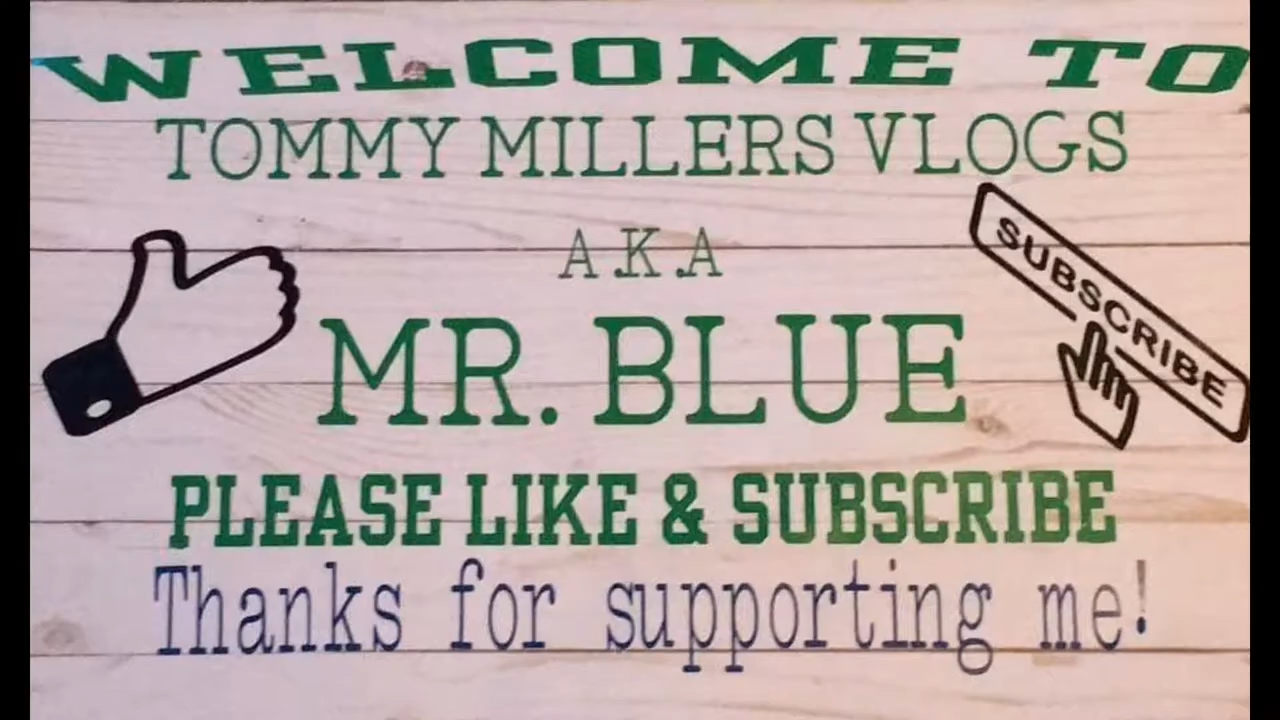 WELCOME TO
TOMMY MILLERS VLOGS
A.K.A
MR. BLUE
SUBSCRIBE
PLEASE LIKE & SUBSCRIBE
Thanks for supporting me!